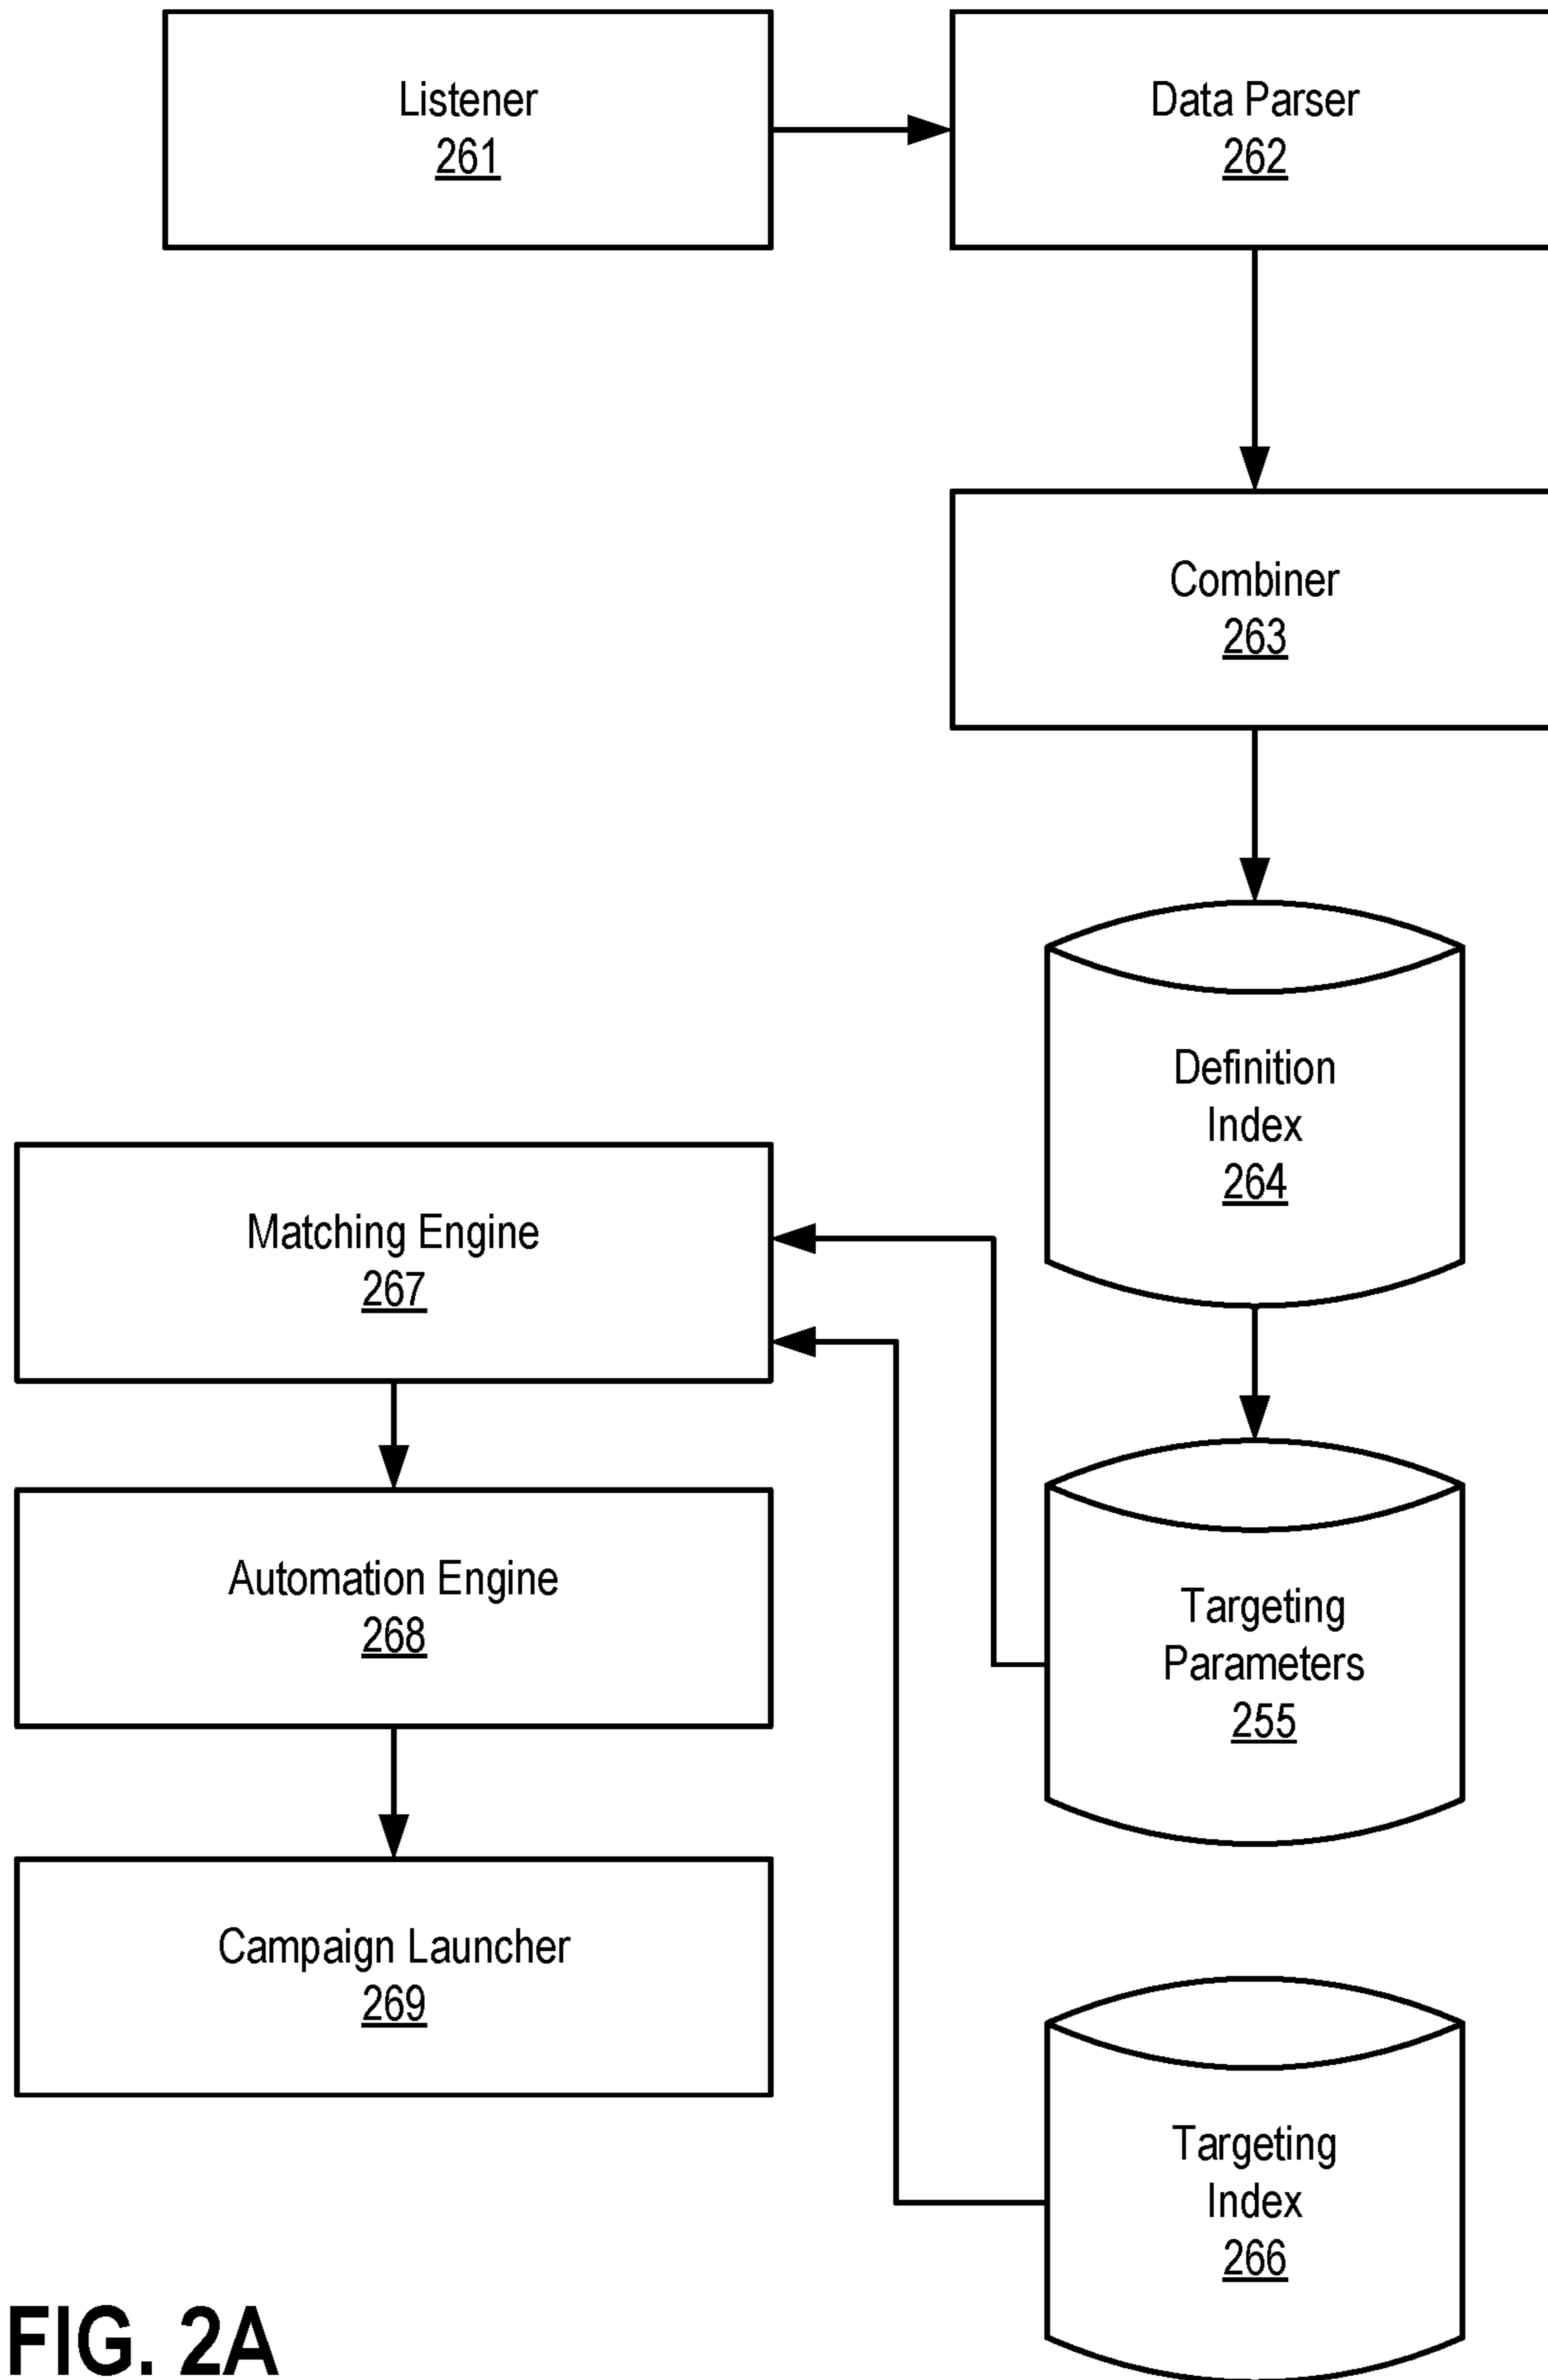 Listener
261
Data Parser
262
Combiner
263
Definition
Index
264
Matching Engine
267
Automation Engine
268
Targeting
Parameters
255
Campaign Launcher
269
Targeting
Index
266
FIG. 2A